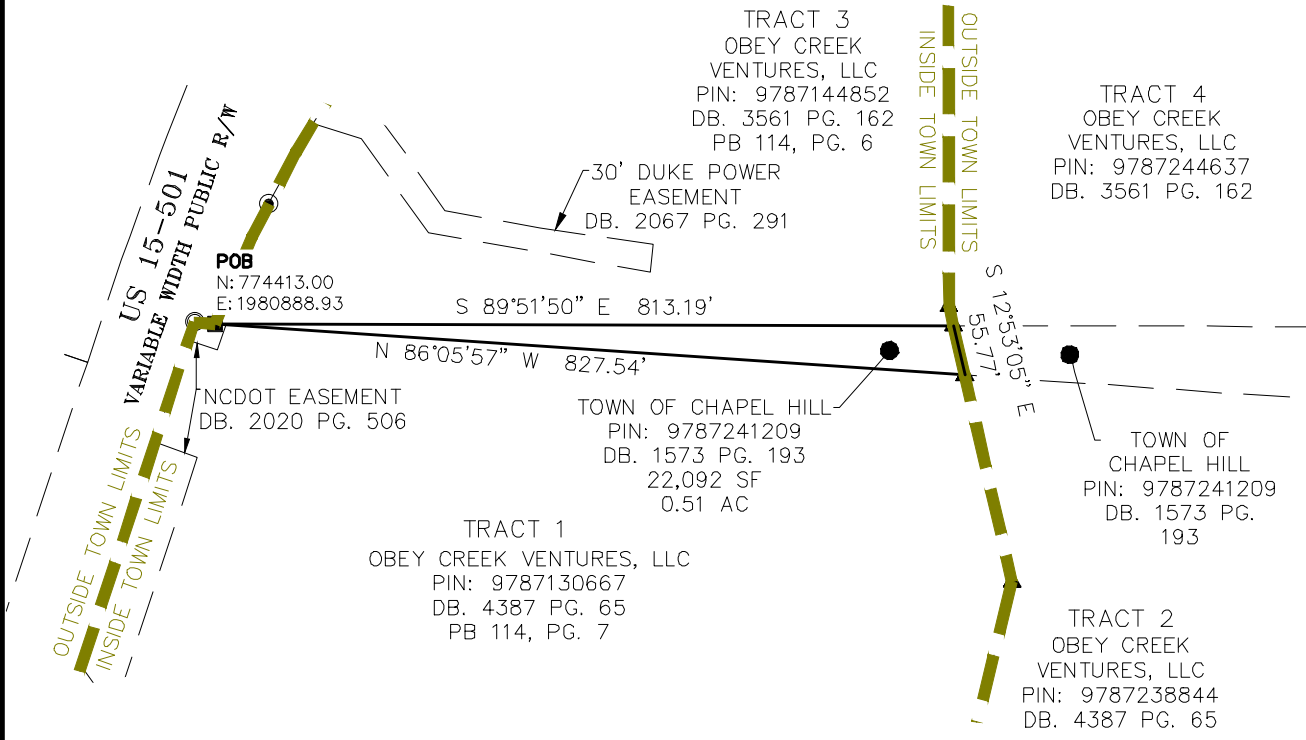 TRACT 3
OBEY CREEK
VENTURES, LLC
PIN: 9787144852
DB. 3561 PG. 162
PB 114, PG. 6
OUTSIDE TOWN LIMITS
INSIDE TOWN LIMITS
TRACT 4
OBEY CREEK
VENTURES, LLC
PIN: 9787244637
DB. 3561 PG. 162
US 15-501
VARIABLE WIDTH PUBLIC R/W
30' DUKE POWER
EASEMENT
DB. 2067 PG. 291
POB
N: 774413.00
E: 1980888.93
S 89°51'50" E 813.19'
N 86°05'57" W 827.54'
S 12°53'05" E
55.77'
NCDOT EASEMENT
DB. 2020 PG. 506
TOWN OF CHAPEL HILL
PIN: 9787241209
DB. 1573 PG. 193
22,092 SF
0.51 AC
TOWN OF
CHAPEL HILL
PIN: 9787241209
DB. 1573 PG.
193
OUTSIDE TOWN LIMITS
INSIDE TOWN LIMITS
TRACT 1
OBEY CREEK VENTURES, LLC
PIN: 9787130667
DB. 4387 PG. 65
PB 114, PG. 7
TRACT 2
OBEY CREEK
VENTURES, LLC
PIN: 9787238844
DB. 4387 PG. 65